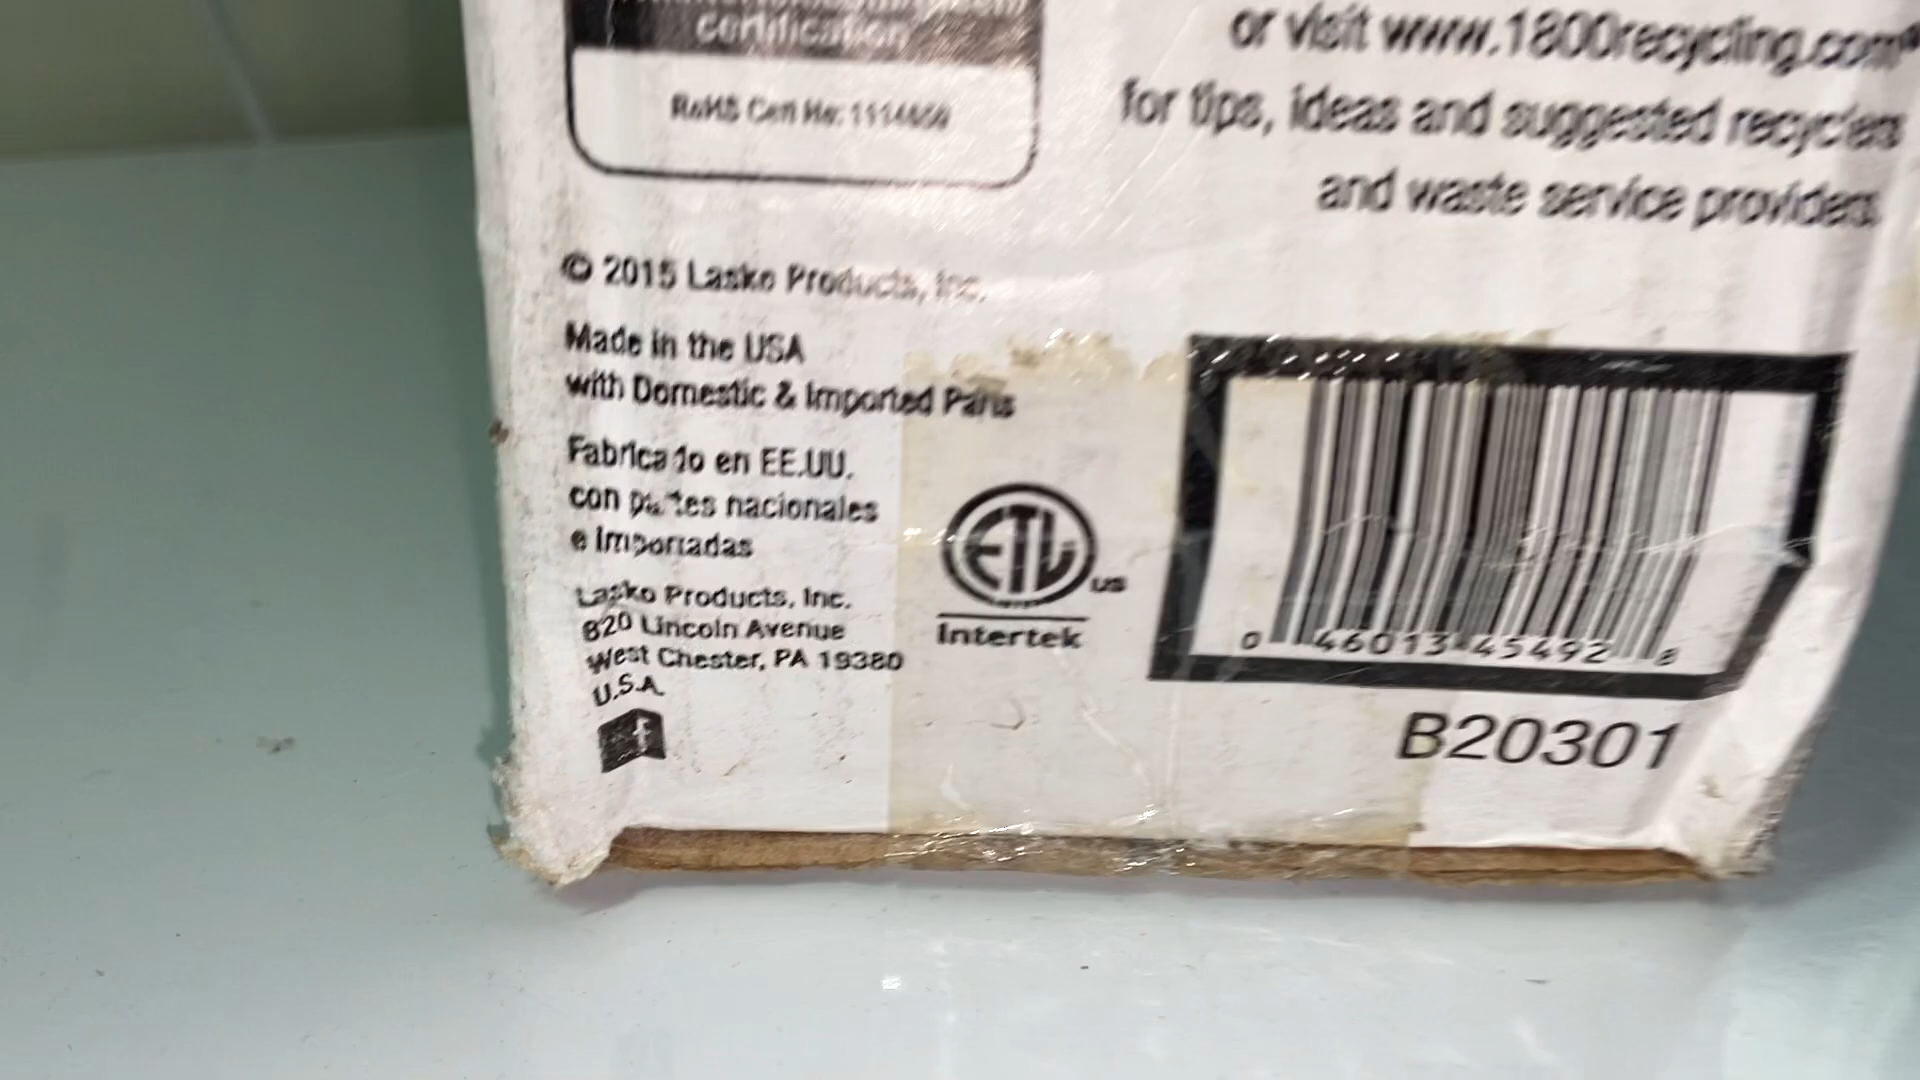 certification
RoHS Cert No: 1114450
or visit www.1800recycling.com
for tips, ideas and suggested recyclers
and waste service providers.
© 2015 Lasko Products, Inc.
Made in the USA
with Domestic & Imported Parts
Fabricado en EE.UU.
con partes nacionales
e importadas
Lasko Products, Inc.
820 Lincoln Avenue
West Chester, PA 19380
U.S.A.
f
ETL
US
Intertek
0 46013 45492 8
B20301